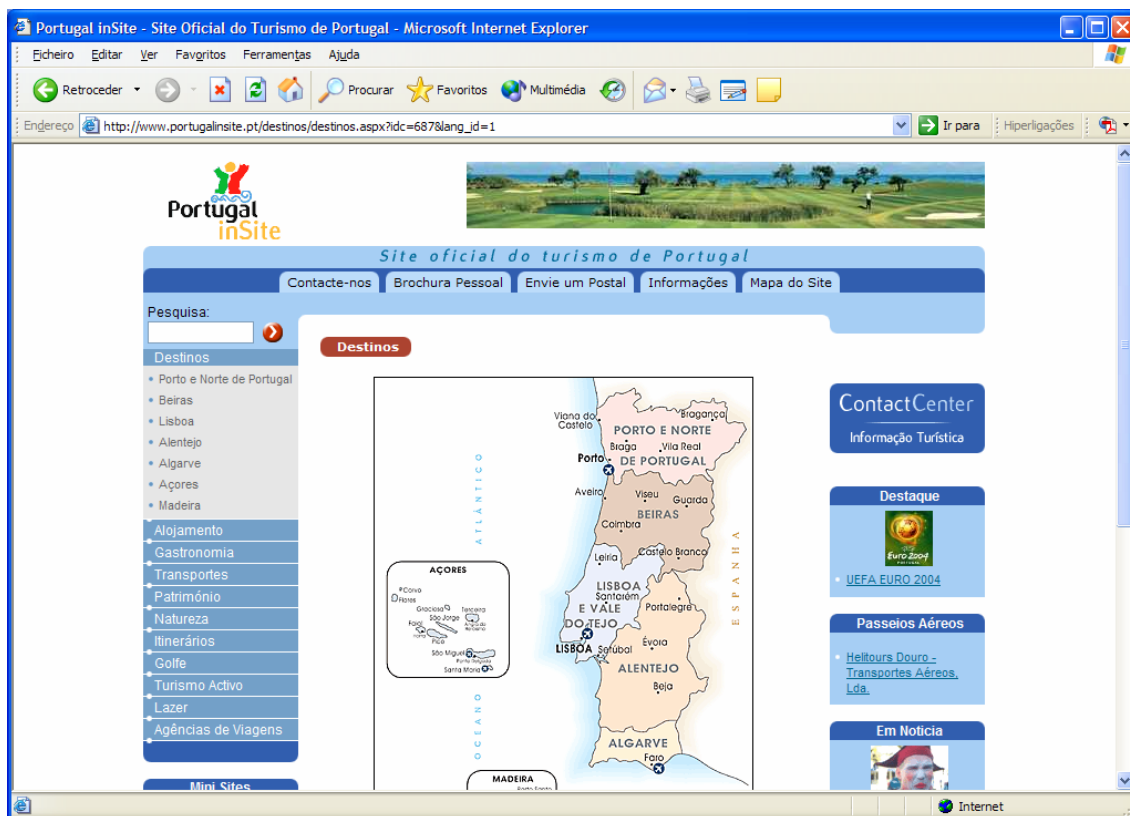 Portugal inSite - Site Oficial do Turismo de Portugal - Microsoft Internet Explorer
Ficheiro Editar Ver Favoritos Ferramentas Ajuda
Retroceder Procurar Favoritos Multimédia
Endereço http://www.portugalinsite.pt/destinos/destinos.aspx?idc=687&lang_id=1 Ir para Hiperligações
Portugal
inSite
Site oficial do turismo de Portugal
Contacte-nos Brochura Pessoal Envie um Postal Informações Mapa do Site
Pesquisa:
Destinos
• Porto e Norte de Portugal
• Beiras
• Lisboa
• Alentejo
• Algarve
• Açores
• Madeira
Alojamento
Gastronomia
Transportes
Património
Natureza
Itinerários
Golfe
Turismo Activo
Lazer
Agências de Viagens
Mini Sites
Destinos
Viana do
Castelo
Bragança
PORTO E NORTE
Braga
Vila Real
Porto
DE PORTUGAL
Aveiro
Viseu
Guarda
BEIRAS
Coimbra
Leiria
Castelo Branco
LISBOA
Santarém
E VALE
Portalegre
DO TEJO
LISBOA
Setúbal
Évora
ALENTEJO
Beja
ALGARVE
Faro
ATLÂNTICO
OCEANO
ESPANHA
AÇORES
Corvo
Flores
Graciosa
Terceira
São Jorge
Faial
Angra do
Heroísmo
Horta
Pico
São Miguel
Ponta Delgada
Santa Maria
MADEIRA
Porto Santo
ContactCenter
Informação Turística
Destaque
Euro 2004
PORTUGAL
UEFA EURO 2004
Passeios Aéreos
Helitours Douro -
Transportes Aéreos,
Lda.
Em Noticia
Internet